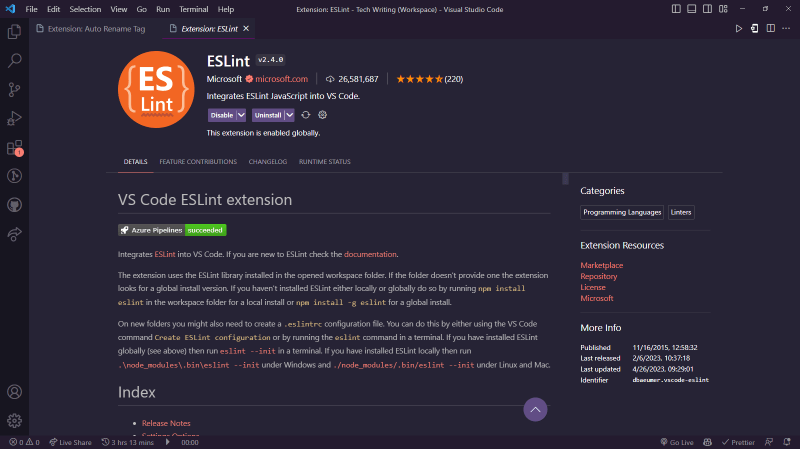 File Edit Selection View Go Run Terminal Help
Extension: ESLint - Tech Writing (Workspace) - Visual Studio Code
Extension: Auto Rename Tag
Extension: ESLint
{ES}
Lint
ESLint v2.4.0
Microsoft microsoft.com 26,581,687 (220)
Integrates ESLint JavaScript into VS Code.
Disable Uninstall
This extension is enabled globally.
DETAILS FEATURE CONTRIBUTIONS CHANGELOG RUNTIME STATUS
VS Code ESLint extension
Azure Pipelines succeeded
Integrates ESLint into VS Code. If you are new to ESLint check the documentation.
The extension uses the ESLint library installed in the opened workspace folder. If the folder doesn't provide one the extension
looks for a global install version. If you haven't installed ESLint either locally or globally do so by running npm install
eslint in the workspace folder for a local install or npm install -g eslint for a global install.
On new folders you might also need to create a .eslintrc configuration file. You can do this by either using the VS Code
command Create ESLint configuration or by running the eslint command in a terminal. If you have installed ESLint
globally (see above) then run eslint --init in a terminal. If you have installed ESLint locally then run
.\node_modules\.bin\eslint --init under Windows and ./node_modules/.bin/eslint --init under Linux and Mac.
Index
• Release Notes
• Settings Options
Categories
Programming Languages Linters
Extension Resources
Marketplace
Repository
License
Microsoft
More Info
Published 11/16/2015, 12:58:32
Last released 2/6/2023, 10:37:18
Last updated 4/26/2023, 09:29:01
Identifier dbaeumer.vscode-eslint
1
0 0 Live Share 3 hrs 13 mins 00:00 Go Live Prettier